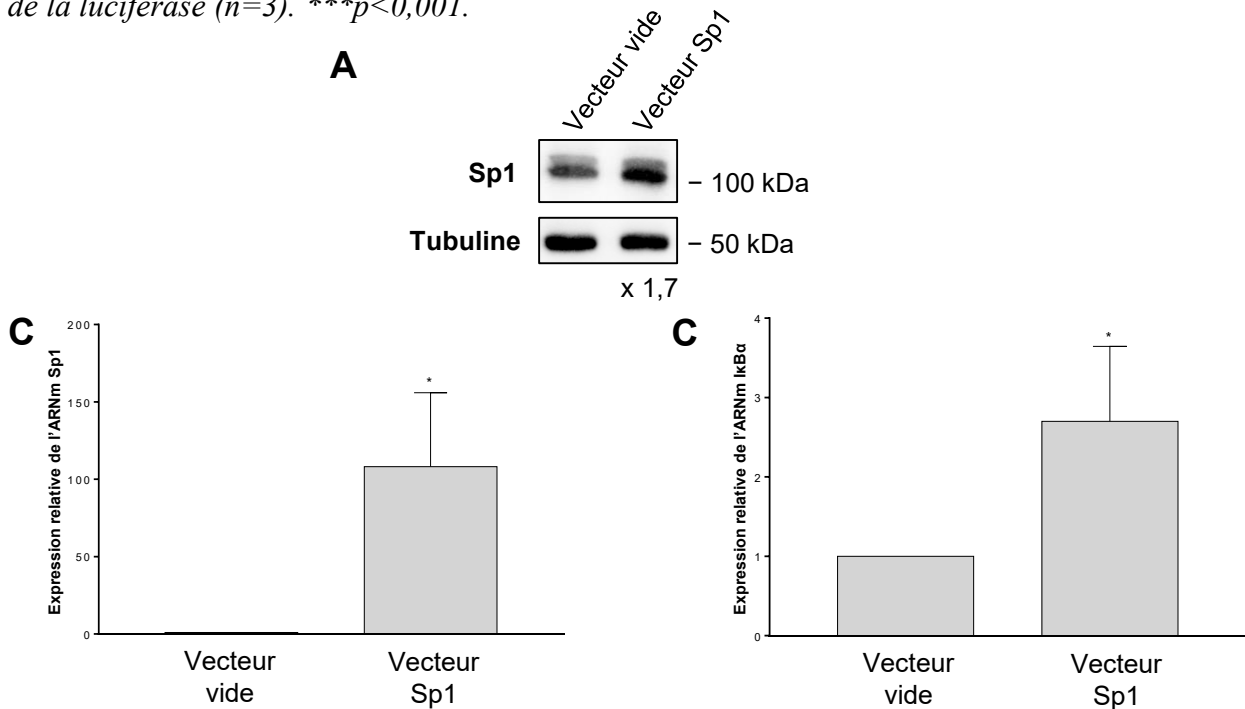 de la luciférase (n=3). ***p<0,001.
A
Vecteur vide
Vecteur Sp1
Sp1
– 100 kDa
Tubuline
– 50 kDa
x 1,7
C
Expression relative de l'ARNm Sp1
200
150
100
50
0
*
Vecteur
vide
Vecteur
Sp1
C
Expression relative de l'ARNm IκBα
4
3
2
1
0
*
Vecteur
vide
Vecteur
Sp1